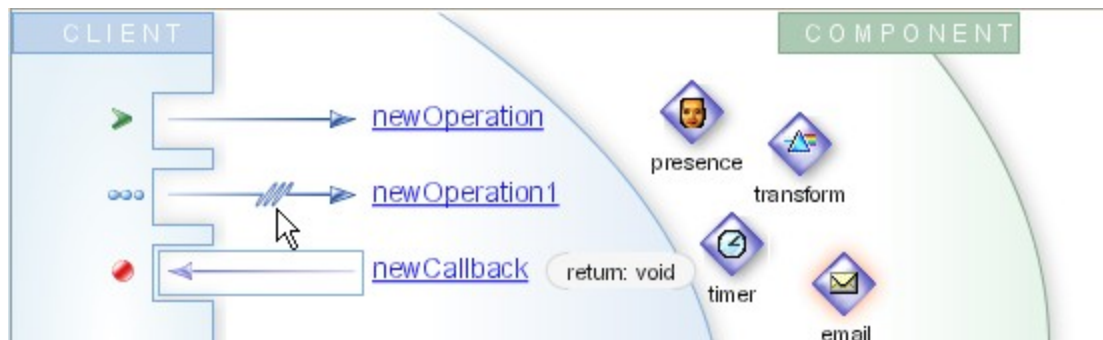 CLIENT
COMPONENT
newOperation
presence
transform
newOperation1
newCallback
return: void
timer
email